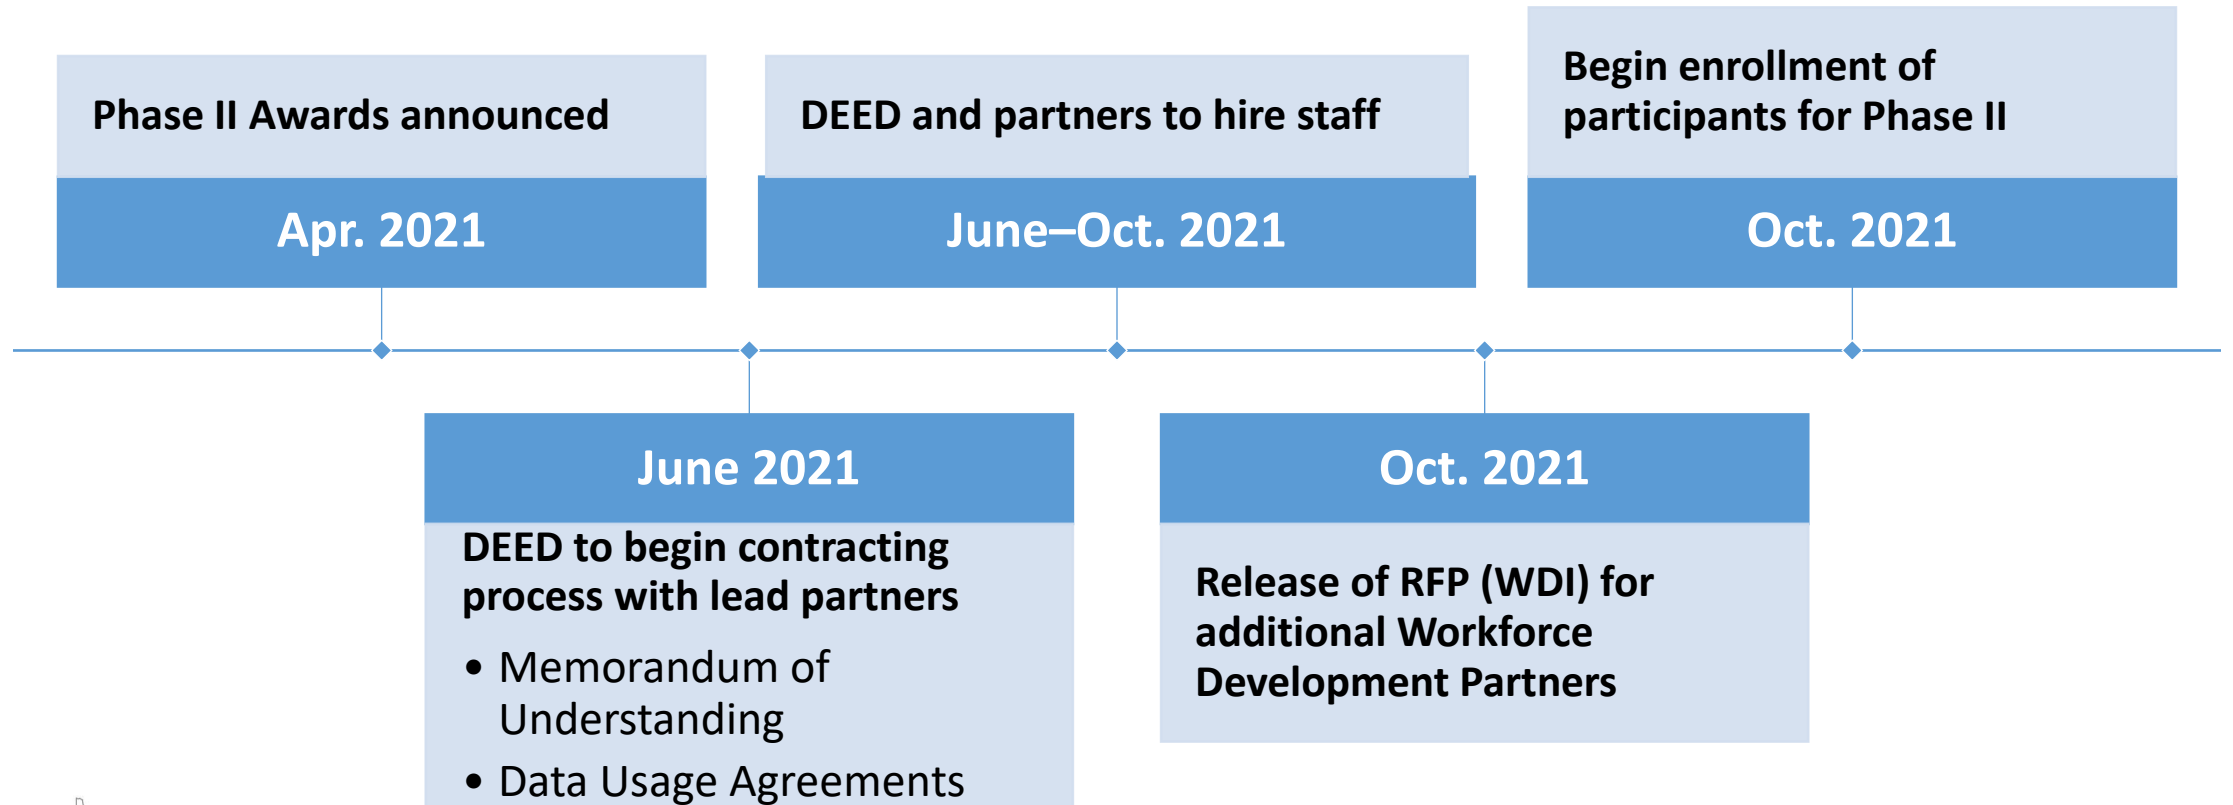 Phase II Awards announced
Apr. 2021
DEED and partners to hire staff
June–Oct. 2021
Begin enrollment of
participants for Phase II
Oct. 2021
June 2021
DEED to begin contracting
process with lead partners
• Memorandum of
Understanding
• Data Usage Agreements
Oct. 2021
Release of RFP (WDI) for
additional Workforce
Development Partners